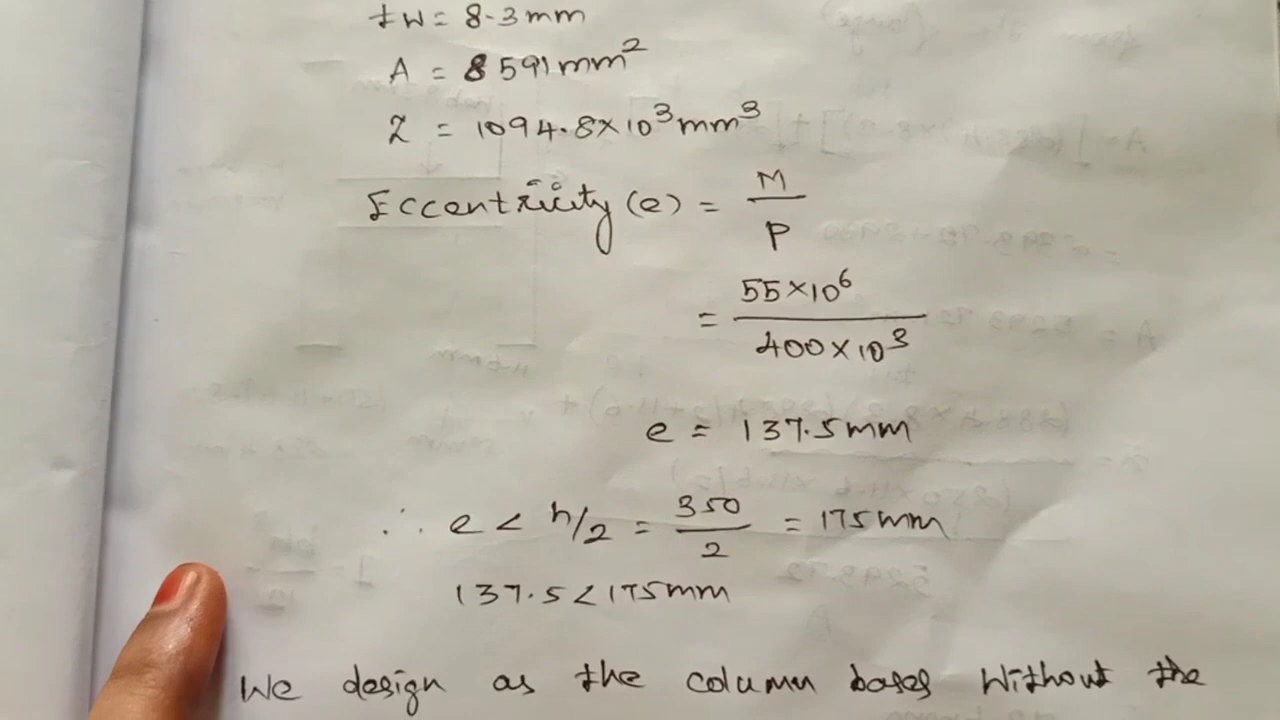 tw = 8.3mm
A = 8591mm²
Z = 1094.8×10³mm³
Eccentricity (e) = M/P
= 55×10⁶/400×10³
e = 137.5mm
∴ e < h/2 = 350/2 = 175mm
137.5<175mm
We design as the column bases without the